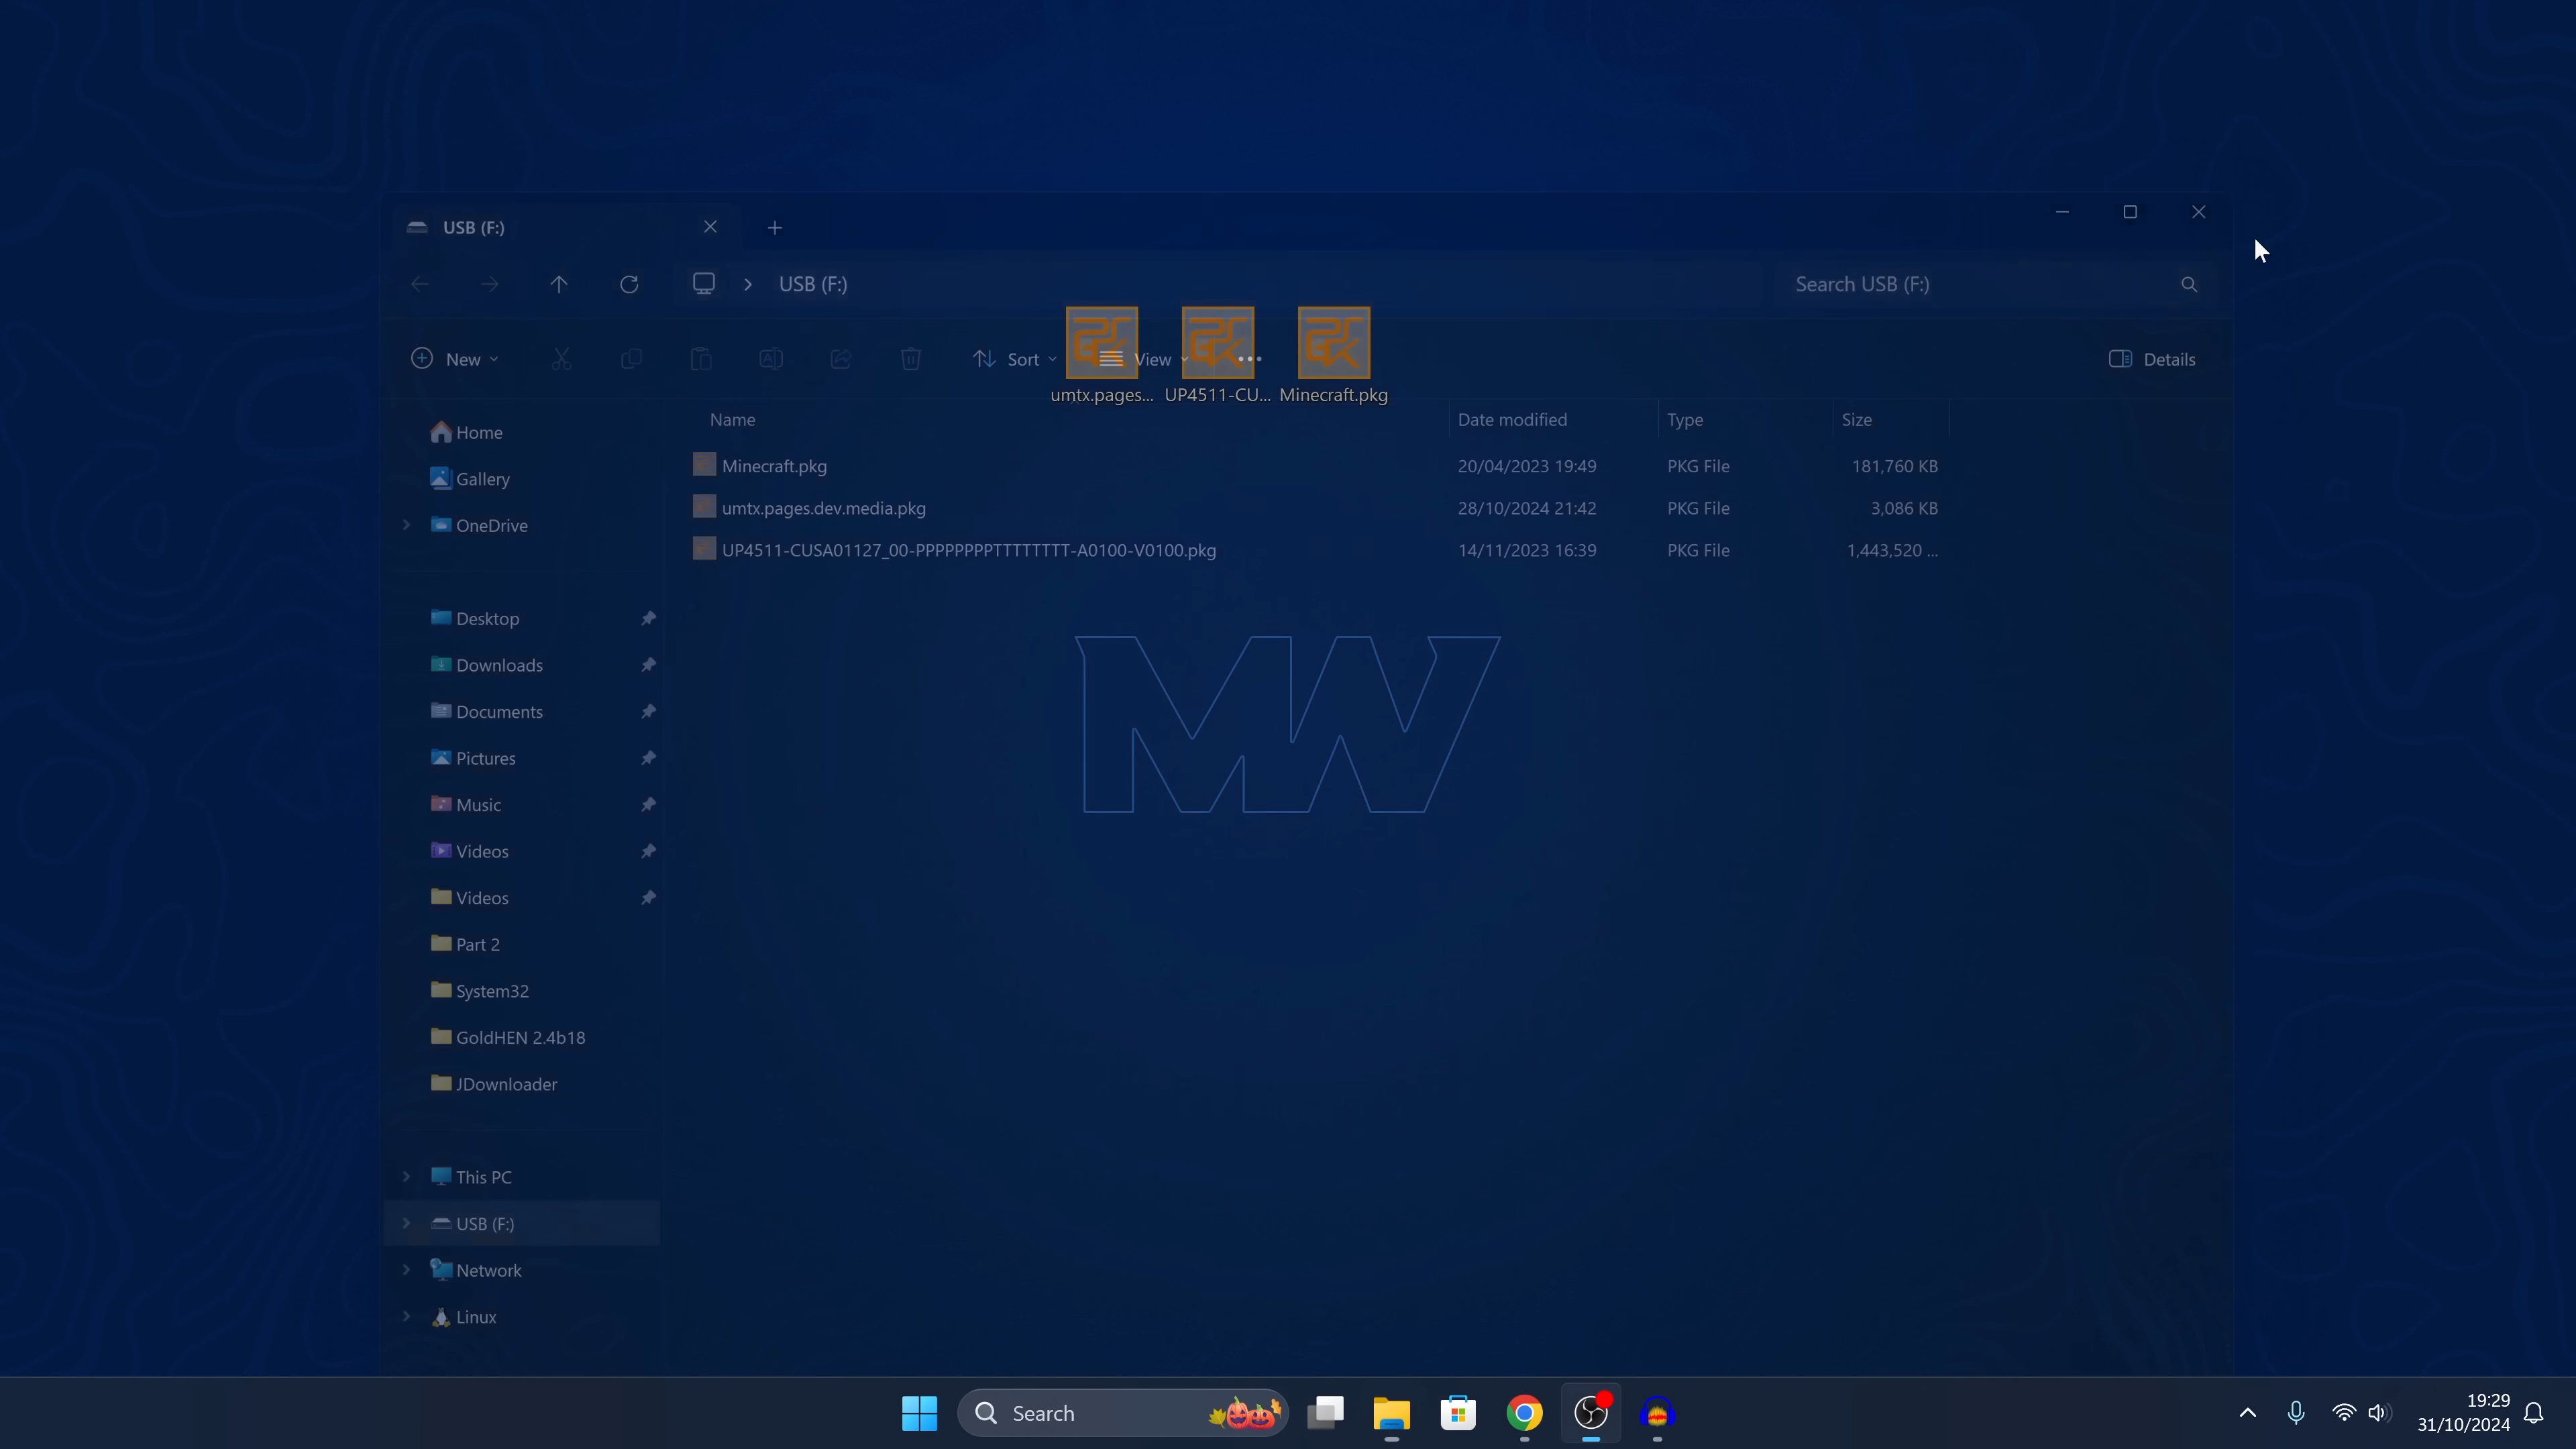 USB (F:)
USB (F:)
Search USB (F:)
New
Sort
View
Details
umtx.pages...
UP4511-CU...
Minecraft.pkg
Name
Date modified
Type
Size
Minecraft.pkg
20/04/2023 19:49
PKG File
181,760 KB
umtx.pages.dev.media.pkg
28/10/2024 21:42
PKG File
3,086 KB
UP4511-CUSA01127_00-PPPPPPPPTTTTTTTT-A0100-V0100.pkg
14/11/2023 16:39
PKG File
1,443,520 ...
Home
Gallery
OneDrive
Desktop
Downloads
Documents
Pictures
Music
Videos
Videos
Part 2
System32
GoldHEN 2.4b18
JDownloader
This PC
USB (F:)
Network
Linux
MW
Search
19:29
31/10/2024